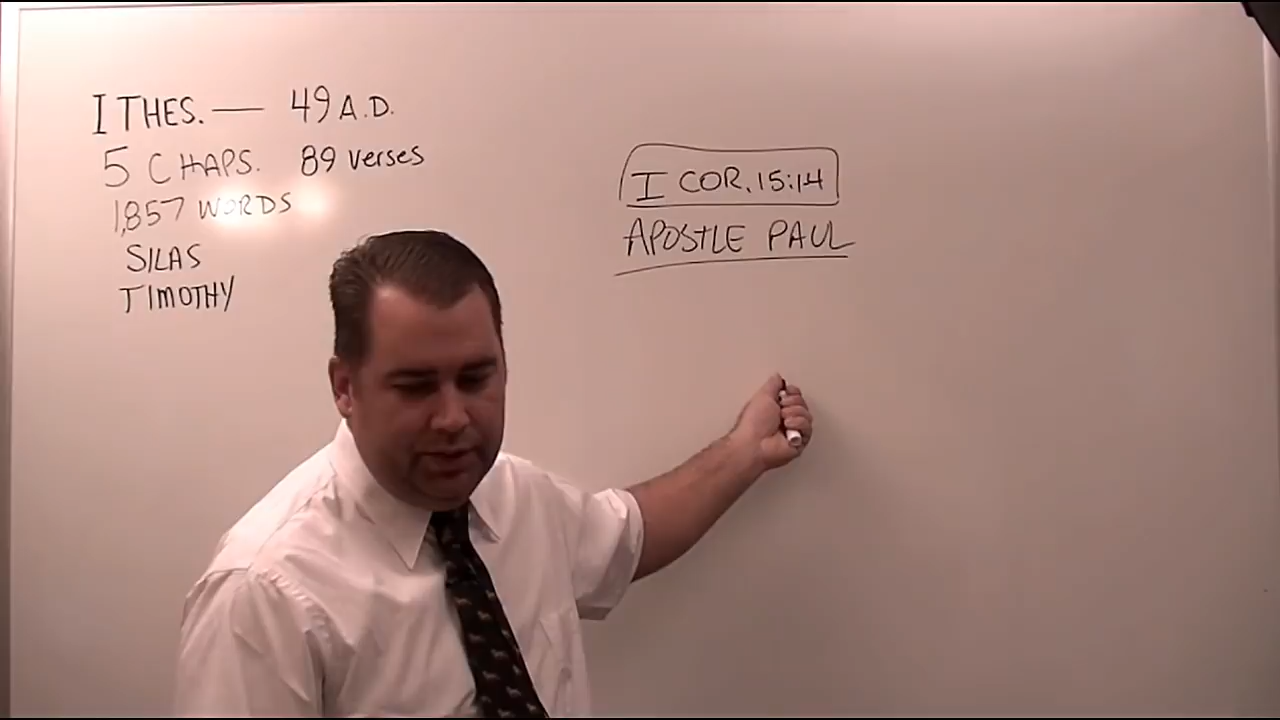 I THES. — 49 A.D.
5 CHAPS. 89 verses
1,857 WORDS
SILAS
TIMOTHY
I COR. 15:14
APOSTLE PAUL